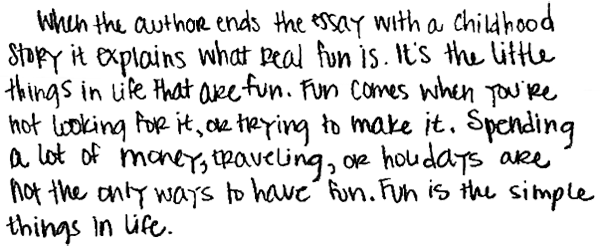 When the author ends the essay with a childhood
story it explains what real fun is. It's the little
things in life that are fun. Fun comes when you're
not looking for it, or trying to make it. Spending
a lot of money, traveling, or holidays are
not the only ways to have fun. Fun is the simple
things in life.